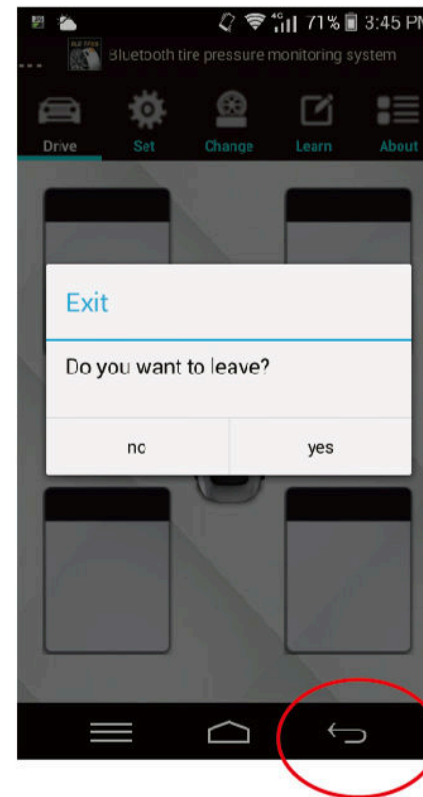 4G 71% 3:45 PM
... Bluetooth tire pressure monitoring system
Drive Set Change Learn About
Exit
Do you want to leave?
no yes